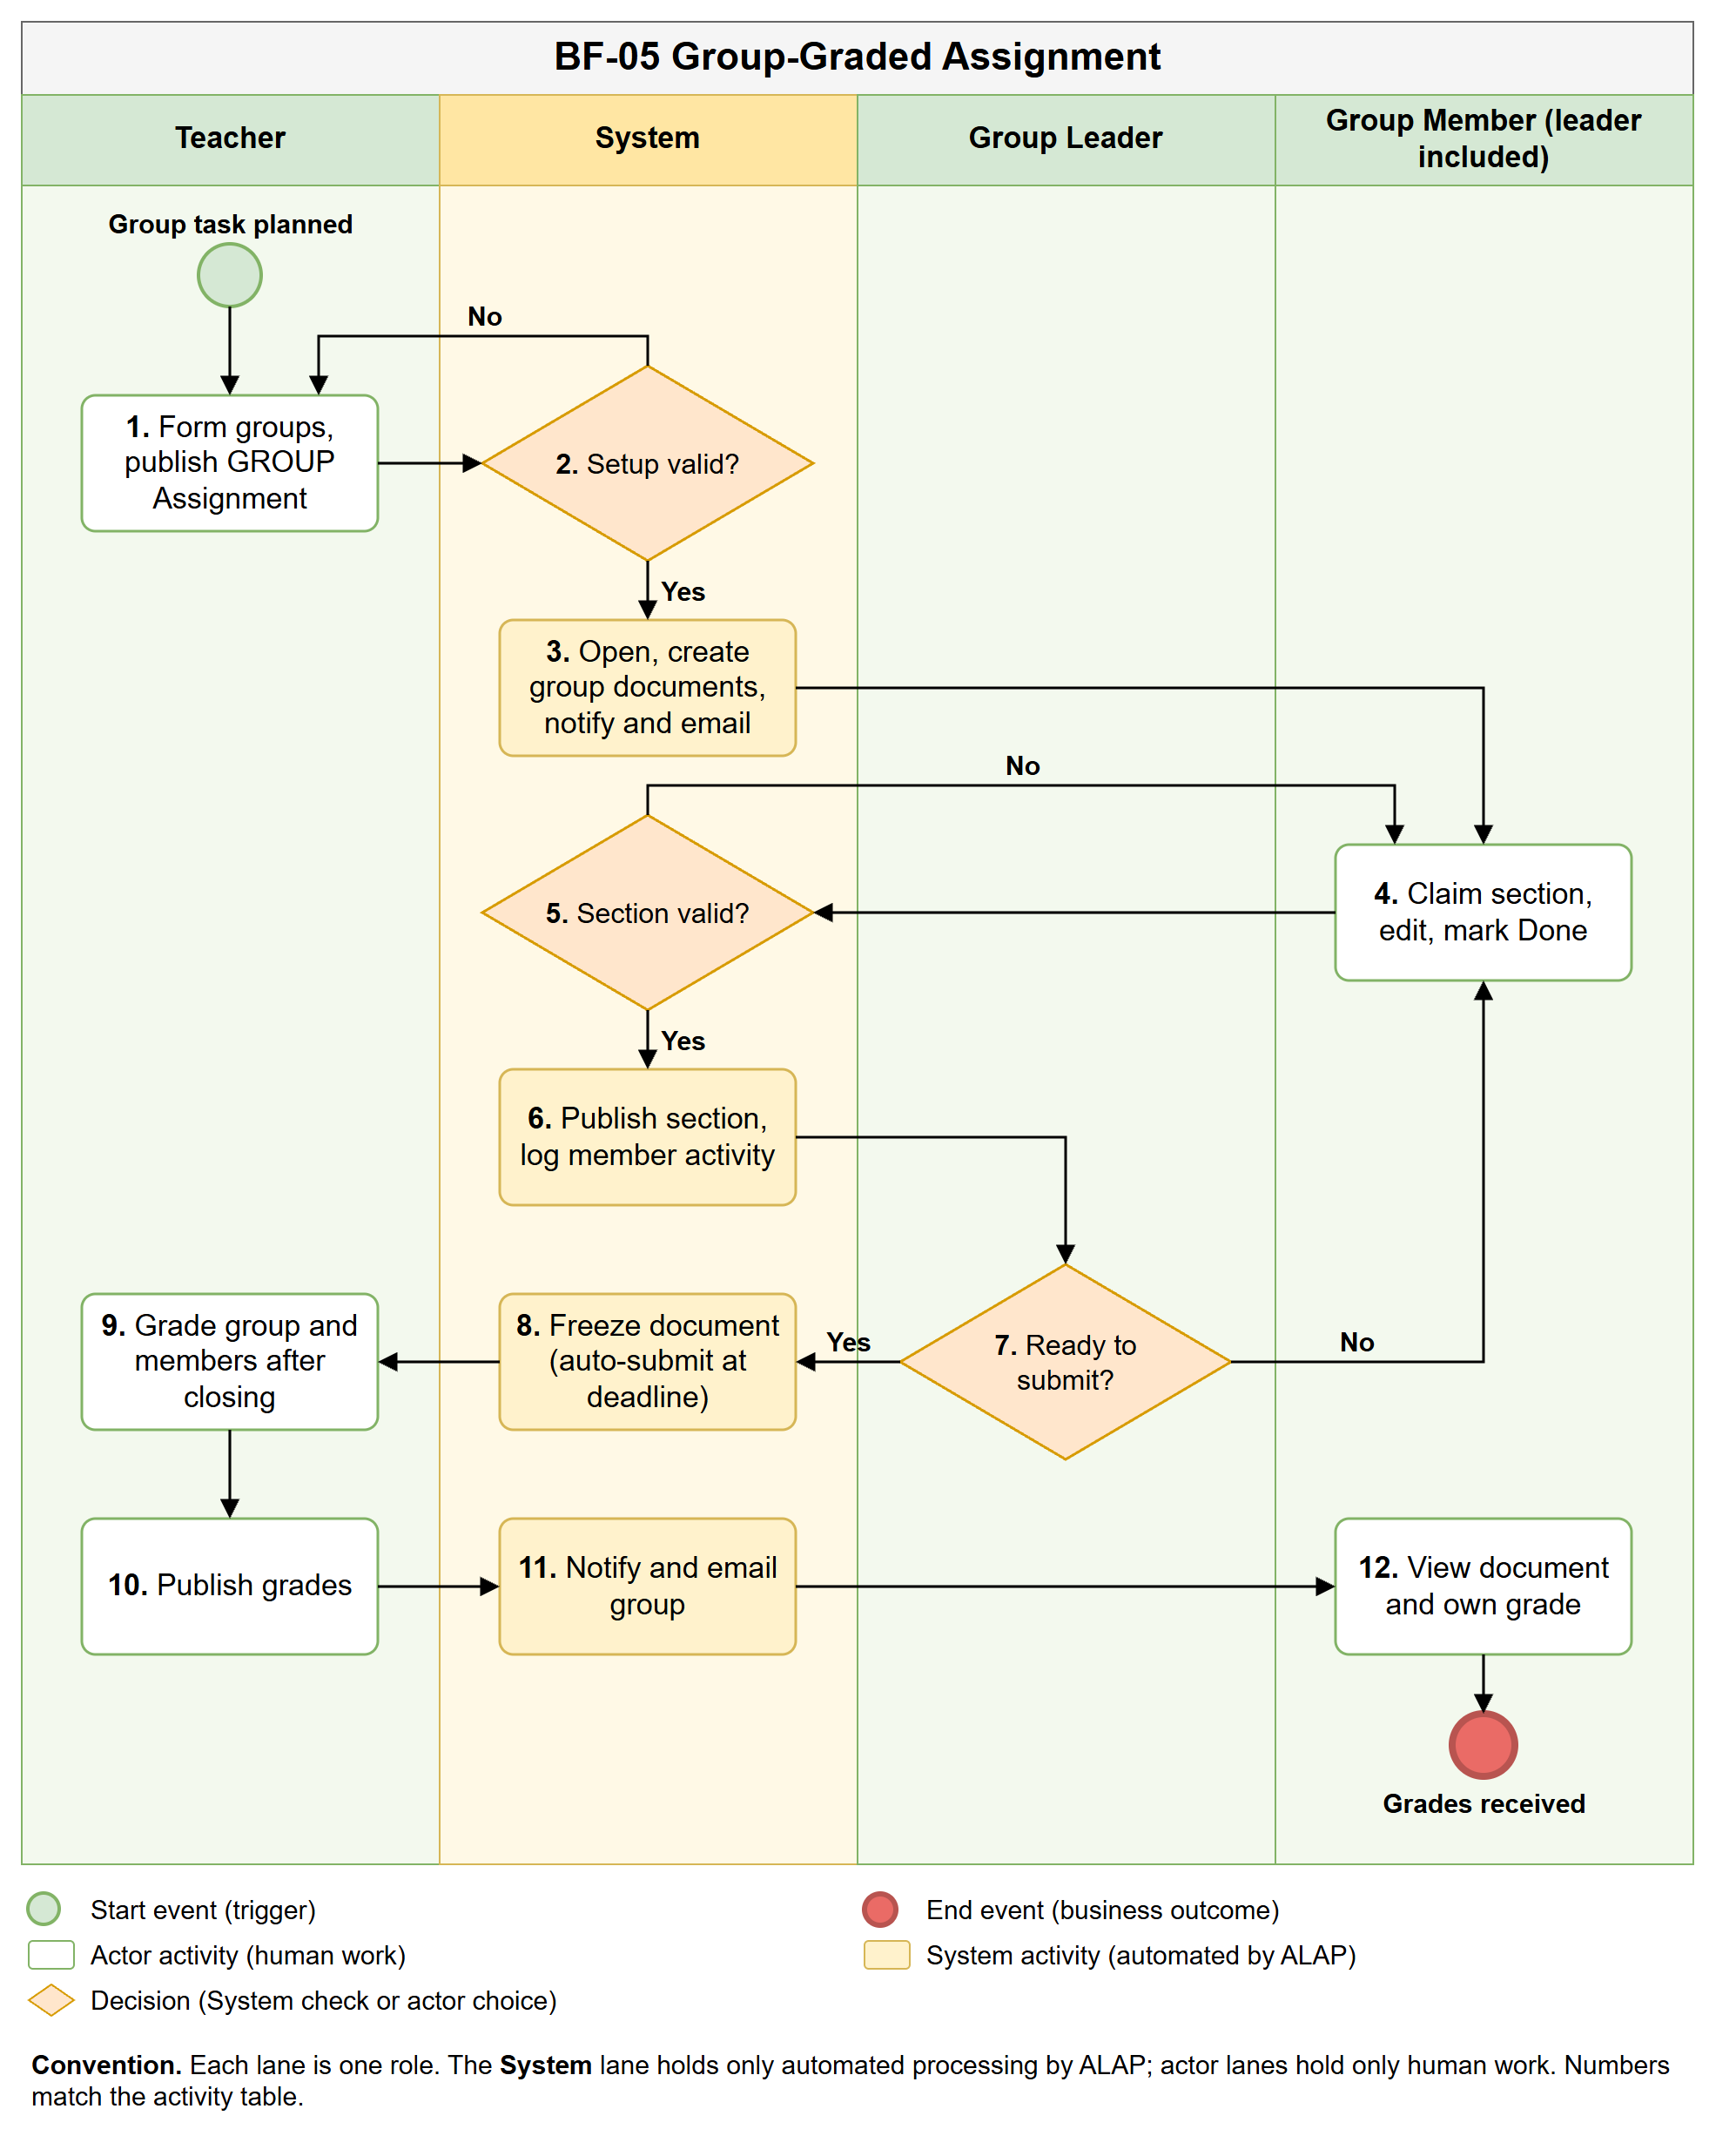 BF-05 Group-Graded Assignment
Teacher
System
Group Leader
Group Member (leader
included)
Group task planned
No
1. Form groups,
publish GROUP
Assignment
2. Setup valid?
Yes
3. Open, create
group documents,
notify and email
No
4. Claim section,
edit, mark Done
5. Section valid?
Yes
6. Publish section,
log member activity
7. Ready to
submit?
Yes
No
8. Freeze document
(auto-submit at
deadline)
9. Grade group and
members after
closing
10. Publish grades
11. Notify and email
group
12. View document
and own grade
Grades received
Start event (trigger)
End event (business outcome)
Actor activity (human work)
System activity (automated by ALAP)
Decision (System check or actor choice)
Convention. Each lane is one role. The System lane holds only automated processing by ALAP; actor lanes hold only human work. Numbers
match the activity table.